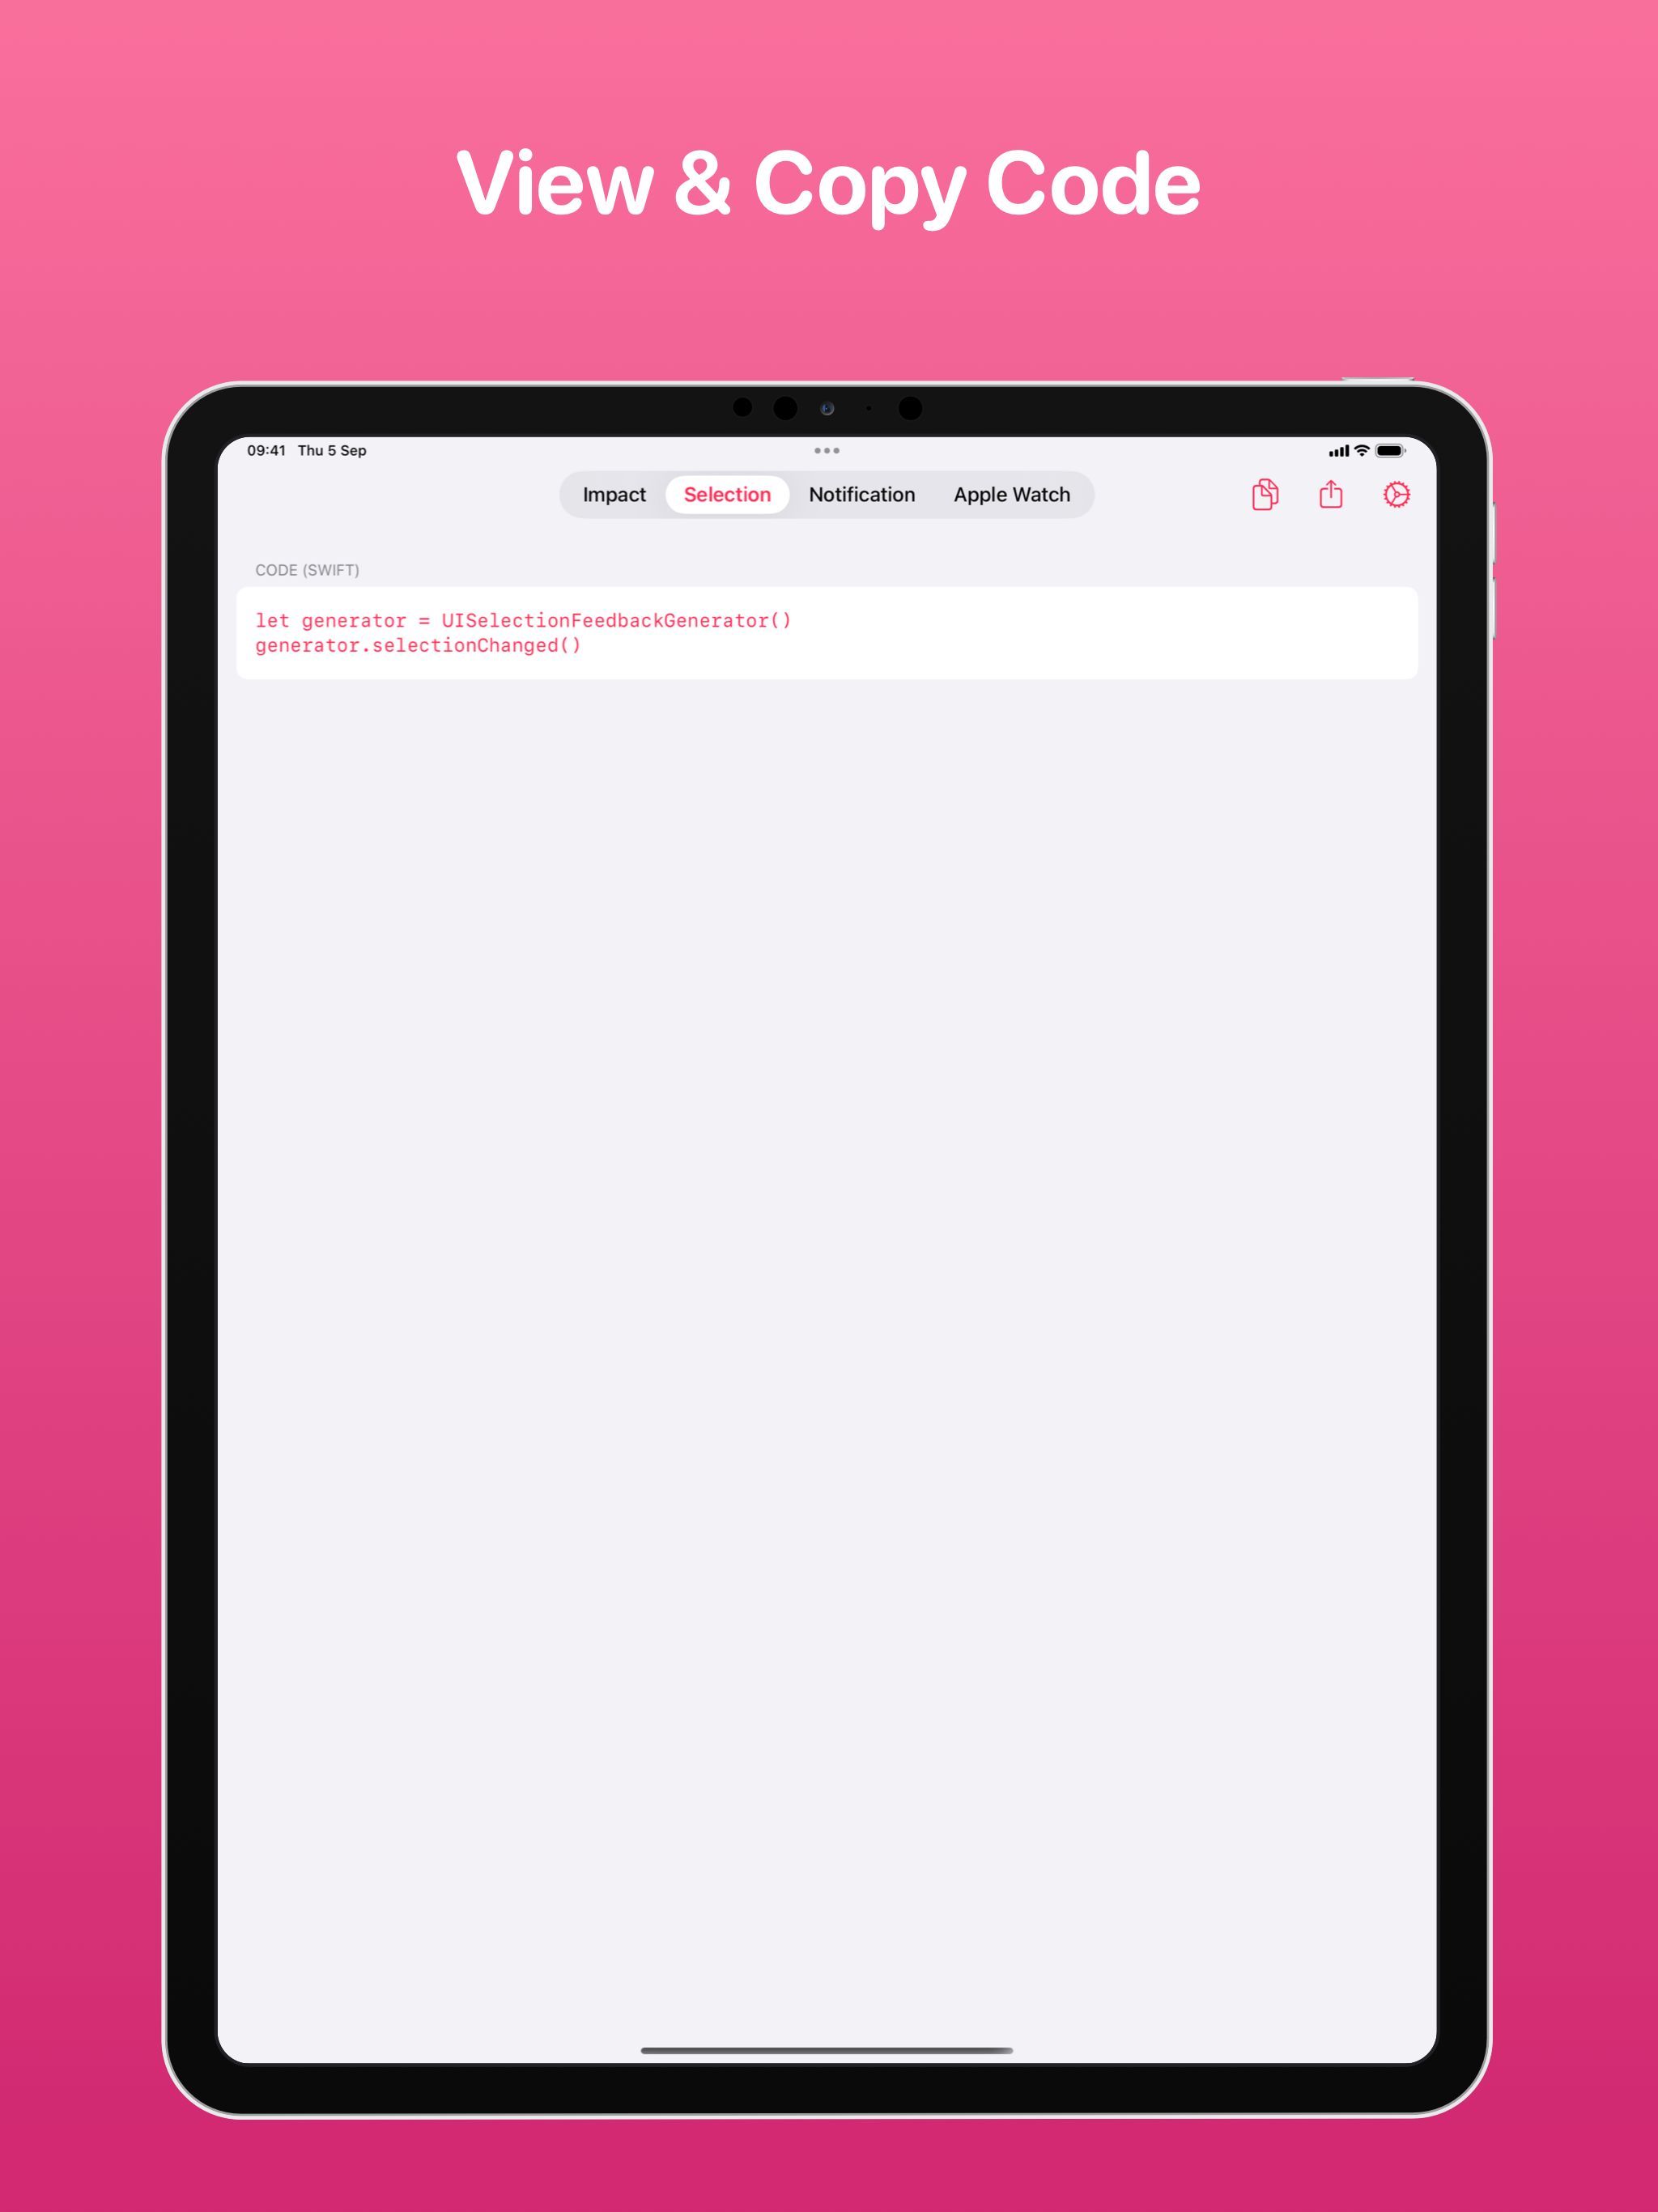 View & Copy Code
09:41 Thu 5 Sep
Impact Selection Notification Apple Watch
CODE (SWIFT)
let generator = UISelectionFeedbackGenerator()
generator.selectionChanged()